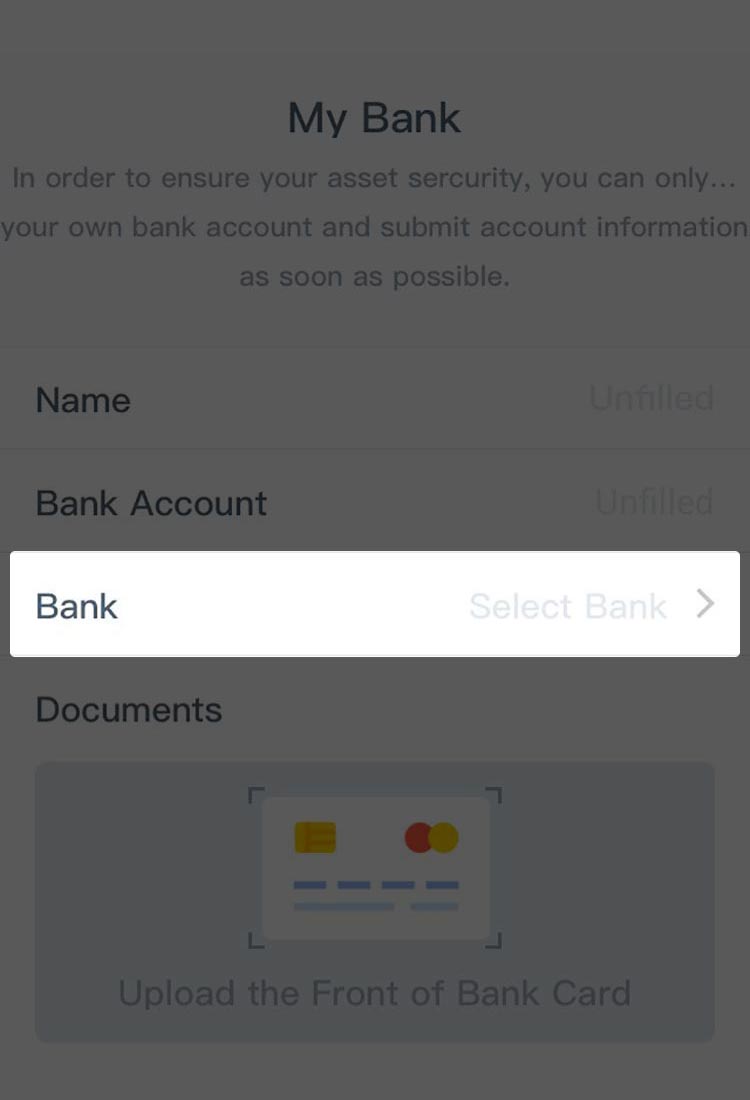 My Bank
In order to ensure your asset sercurity, you can only...
your own bank account and submit account information
as soon as possible.
Name Unfilled
Bank Account Unfilled
Bank Select Bank
Documents
Upload the Front of Bank Card